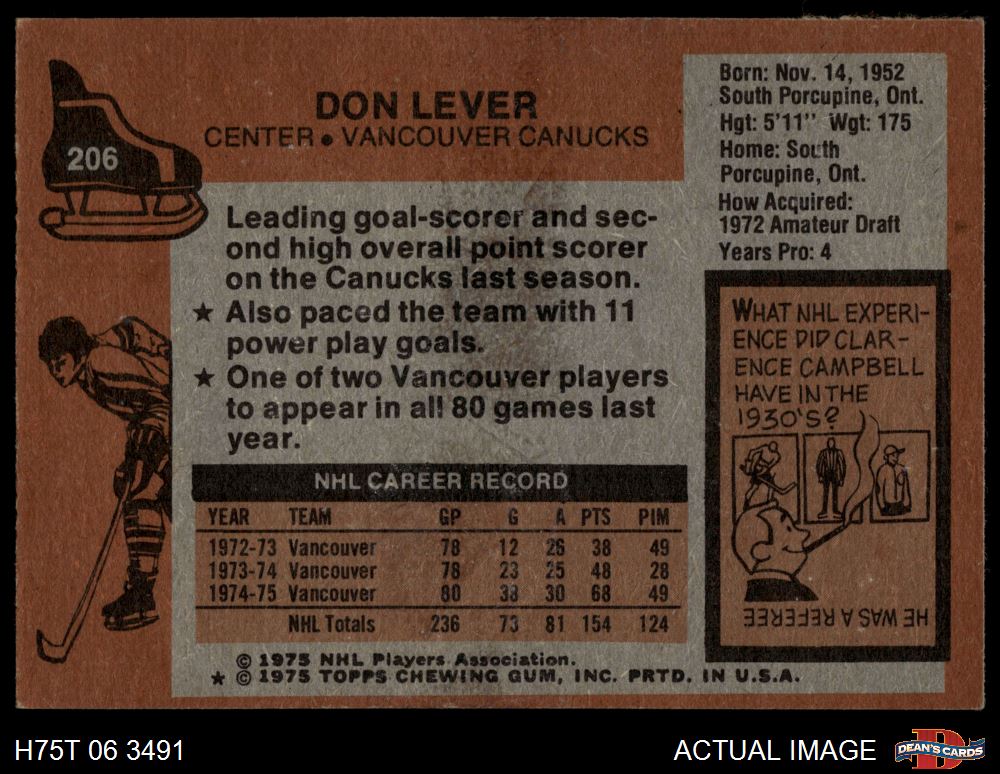 206
DON LEVER
CENTER • VANCOUVER CANUCKS
Born: Nov. 14, 1952
South Porcupine, Ont.
Hgt: 5'11" Wgt: 175
Home: South
Porcupine, Ont.
How Acquired:
1972 Amateur Draft
Years Pro: 4
Leading goal-scorer and sec-
ond high overall point scorer
on the Canucks last season.
★ Also paced the team with 11
power play goals.
★ One of two Vancouver players
to appear in all 80 games last
year.
NHL CAREER RECORD
YEAR TEAM GP G A PTS PIM
1972-73 Vancouver 78 12 26 38 49
1973-74 Vancouver 78 23 25 48 28
1974-75 Vancouver 80 38 30 68 49
NHL Totals 236 73 81 154 124
WHAT NHL EXPERI-
ENCE DID CLAR-
ENCE CAMPBELL
HAVE IN THE
1930'S?
HE WAS A REFEREE
© 1975 NHL Players Association.
★ © 1975 TOPPS CHEWING GUM, INC. PRTD. IN U.S.A.
H75T 06 3491
ACTUAL IMAGE
D
DEAN'S CARDS